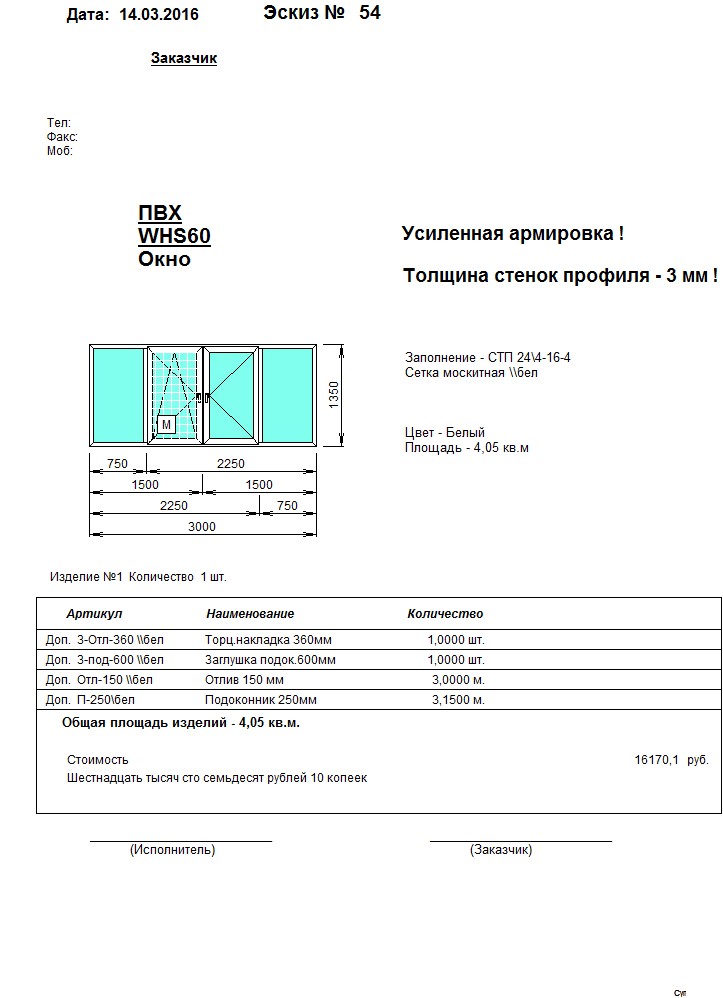 Дата: 14.03.2016 Эскиз № 54
Заказчик
Тел:
Факс:
Моб:
ПВХ
WHS60
Окно
Усиленная армировка !
Толщина стенок профиля - 3 мм !
Заполнение - СТП 24\4-16-4
Сетка москитная \\бел
Цвет - Белый
Площадь - 4,05 кв.м
М
1350
750 2250
1500 1500
2250 750
3000
Изделие №1 Количество 1 шт.
Артикул Наименование Количество
Доп. З-Отл-360 \\бел Торц.накладка 360мм 1,0000 шт.
Доп. З-под-600 \\бел Заглушка подок.600мм 1,0000 шт.
Доп. Отл-150 \\бел Отлив 150 мм 3,0000 м.
Доп. П-250\бел Подоконник 250мм 3,1500 м.
Общая площадь изделий - 4,05 кв.м.
Стоимость 16170,1 руб.
Шестнадцать тысяч сто семьдесят рублей 10 копеек
(Исполнитель) (Заказчик)
Суп